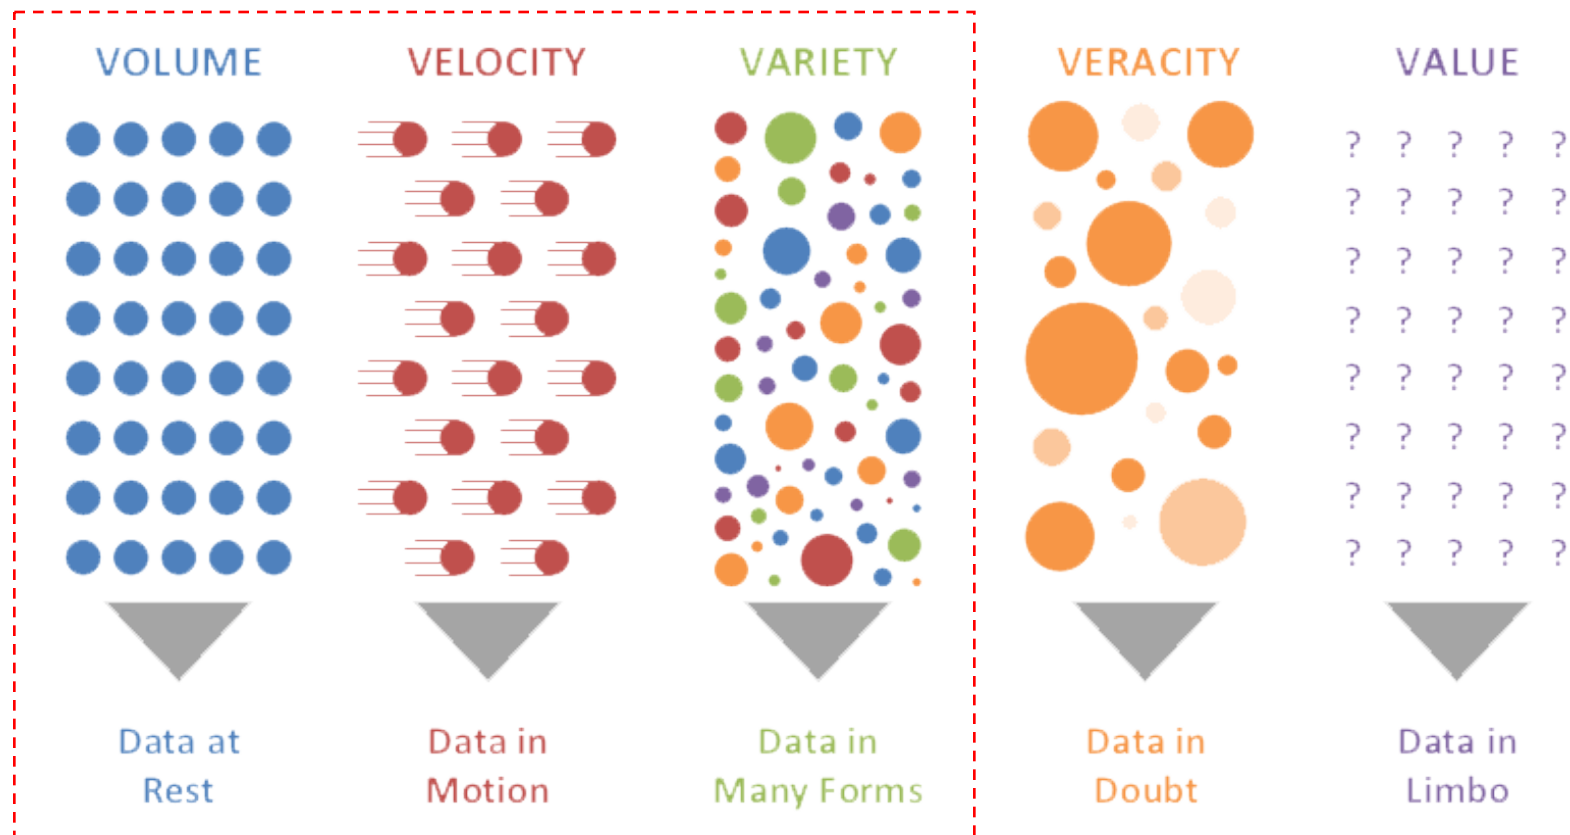 VOLUME
VELOCITY
VARIETY
VERACITY
VALUE
? ? ? ? ?
? ? ? ? ?
? ? ? ? ?
? ? ? ? ?
? ? ? ? ?
? ? ? ? ?
? ? ? ? ?
? ? ? ? ?
Data at
Rest
Data in
Motion
Data in
Many Forms
Data in
Doubt
Data in
Limbo